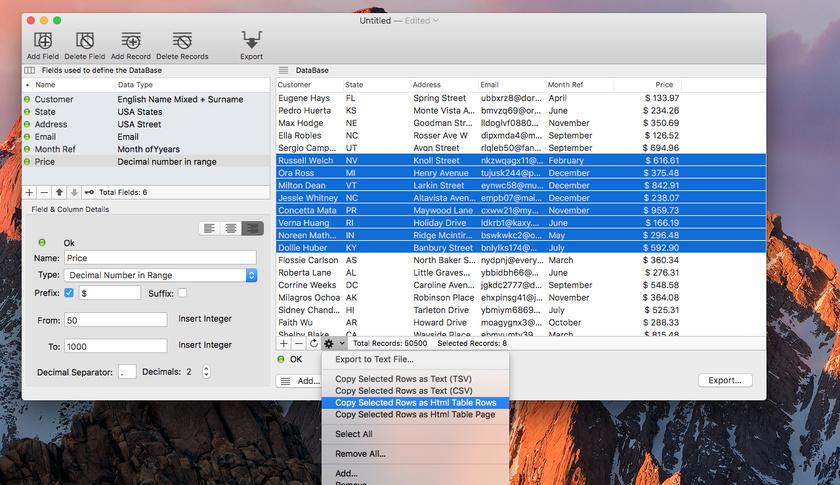 Untitled — Edited
Add Field Delete Field Add Record Delete Records Export
Fields used to define the DataBase
Name Data Type
Customer English Name Mixed + Surname
State USA States
Address USA Street
Email Email
Month Ref Month of Years
Price Decimal number in range
Total Fields: 6
Field & Column Details
Ok
Name: Price
Type: Decimal Number in Range
Prefix: $ Suffix:
From: 50 Insert Integer
To: 1000 Insert Integer
Decimal Separator: . Decimals: 2
DataBase
Customer State Address Email Month Ref Price
Eugene Hays FL Spring Street ubbxrz8@dor... April $ 133.97
Pedro Huerta KS Monte Vista A... bmvzq69@or... June $ 234.26
Max Hodge NE Goodman Str... lldoglvf0880... November $ 350.69
Ella Robles NC Rosser Ave W dipxmda4@m... September $ 126.52
Sergio Camp... UT Avon Street rlqleb50@fan... September $ 694.96
Russell Welch NV Knoll Street nkzwqagx11@... February $ 616.61
Ora Ross MI Henry Avenue tujusk244@p... December $ 375.48
Milton Dean VT Larkin Street eynwc58@mu... December $ 842.91
Jessie Whitney NC Altavista Aven... empb07@mai... December $ 238.07
Concetta Mata PR Maywood Lane cxww21@my... November $ 959.73
Verna Huang RI Holiday Drive ldkrb1@kaxy.... June $ 166.19
Noreen Math... IN Ridge Mcintir... bswkwkc2@o... May $ 296.48
Dollie Huber KY Banbury Street bnlylks174@... July $ 592.90
Flossie Carlson AS North Baker S... nydpnj@every... March $ 360.34
Roberta Lane AL Little Graves... ybbidbh66@... June $ 276.31
Corrine Weeks DC Caroline Aven... jgkdc2777@d... September $ 548.58
Milagros Ochoa AK Robinson Place ehxpinsg41@j... November $ 364.08
Sidney Chand... HI Tarleton Drive ybmiym6869... July $ 251.31
Faith Wu AR Howard Drive moagygnx3@... October $ 288.33
Shelby Blake CA Wayside Place ebmyumty39... March $ 815.48
Total Records: 50500 Selected Records: 8
OK
Add...
Export...
Export to Text File...
Copy Selected Rows as Text (TSV)
Copy Selected Rows as Text (CSV)
Copy Selected Rows as Html Table Rows
Copy Selected Rows as Html Table Page
Select All
Remove All...
Add...
Remove